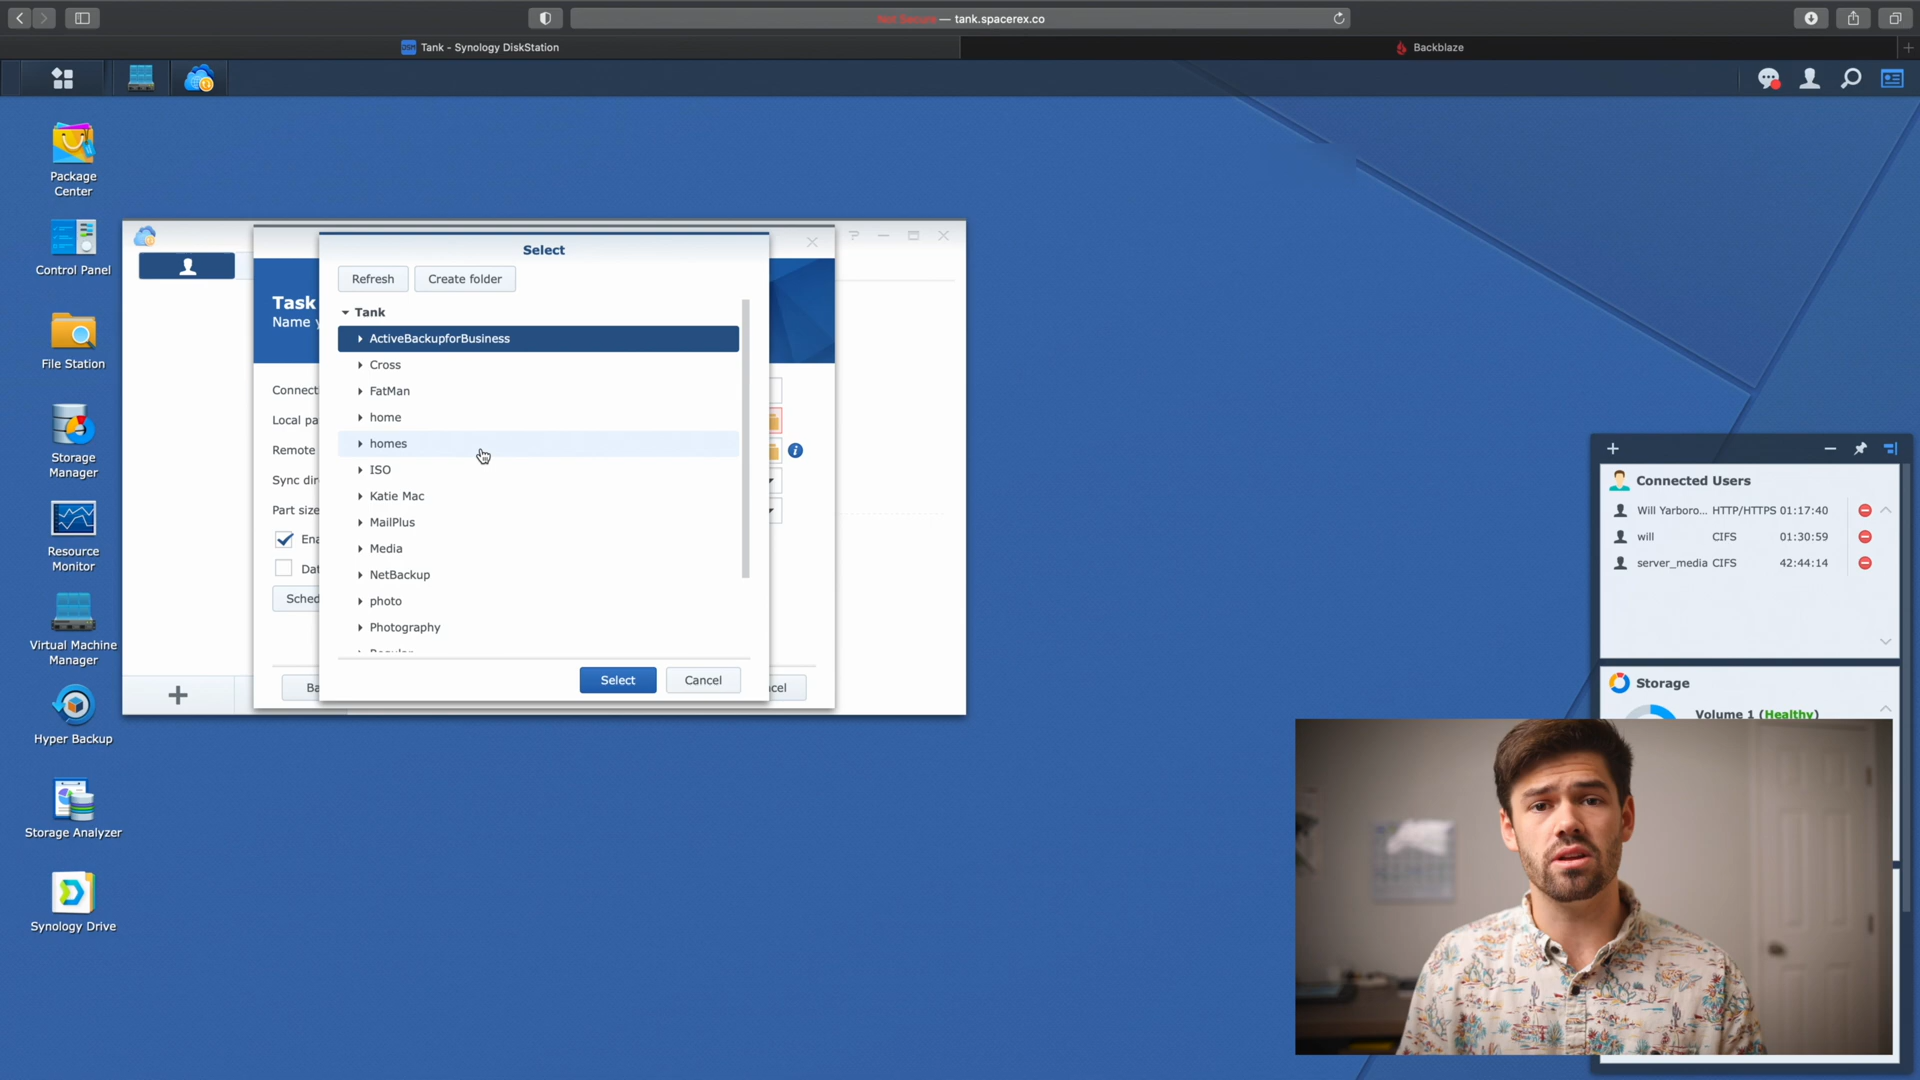 Not Secure — tank.spacerex.co
Tank - Synology DiskStation
Backblaze
Package Center
Control Panel
File Station
Storage Manager
Resource Monitor
Virtual Machine Manager
Hyper Backup
Storage Analyzer
Synology Drive
Task
Name y
Connecti
Local pa
Remote
Sync dir
Part size
Ena
Dat
Sched
Ba
ncel
Select
Refresh
Create folder
Tank
ActiveBackupforBusiness
Cross
FatMan
home
homes
ISO
Katie Mac
MailPlus
Media
NetBackup
photo
Photography
Select
Cancel
Connected Users
Will Yarboro... HTTP/HTTPS 01:17:40
will CIFS 01:30:59
server_media CIFS 42:44:14
Storage
Volume 1 (Healthy)